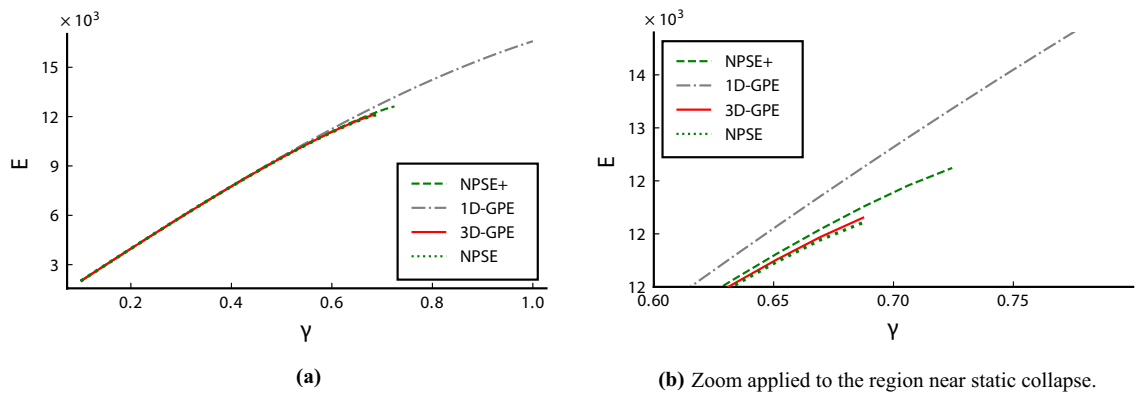 × 10³
15
12
9
6
3
E
0.2 0.4 0.6 0.8 1.0
γ
NPSE+
1D-GPE
3D-GPE
NPSE
(a)
× 10³
14
13
12
12
12
E
0.60 0.65 0.70 0.75
γ
NPSE+
1D-GPE
3D-GPE
NPSE
(b) Zoom applied to the region near static collapse.